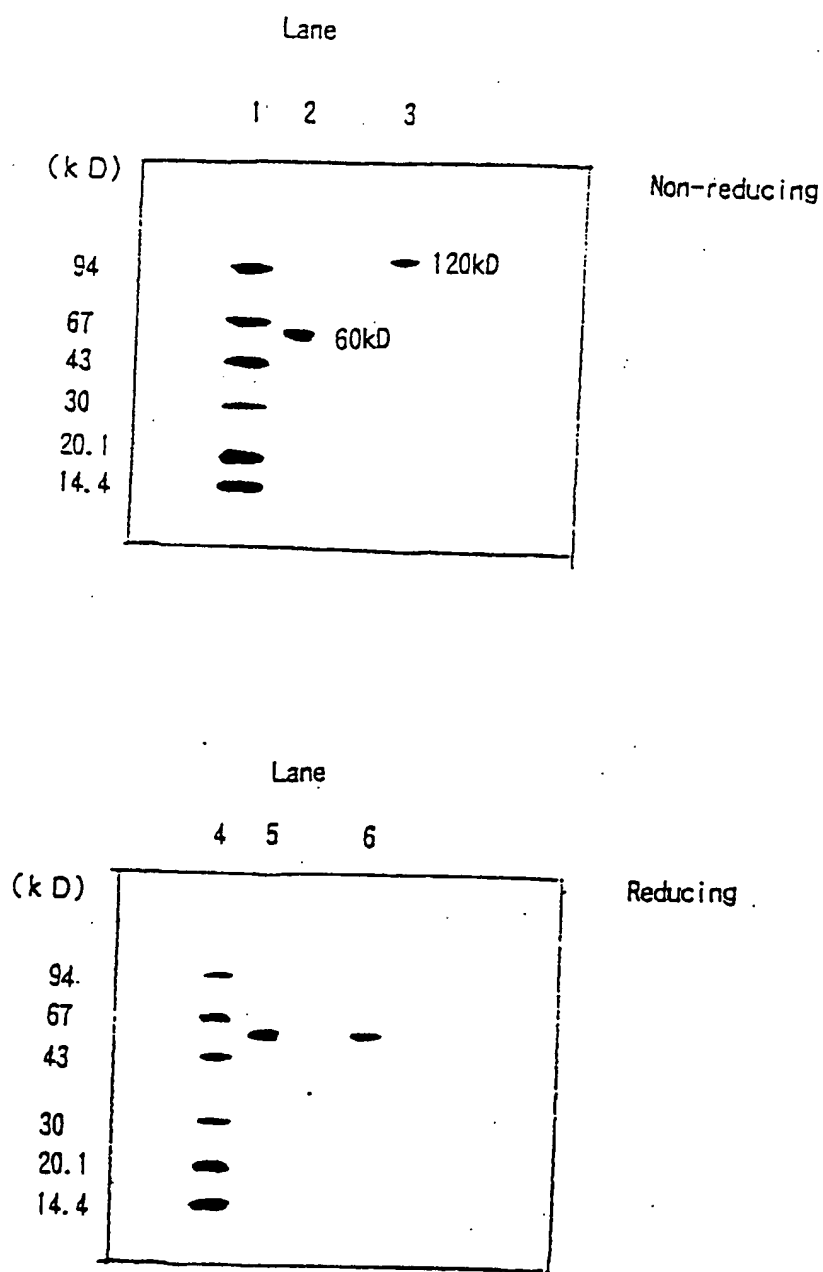 Lane
1 2 3
(kD)
Non-reducing
94
120kD
67
60kD
43
30
20.1
14.4
Lane
4 5 6
(kD)
Reducing
94
67
43
30
20.1
14.4